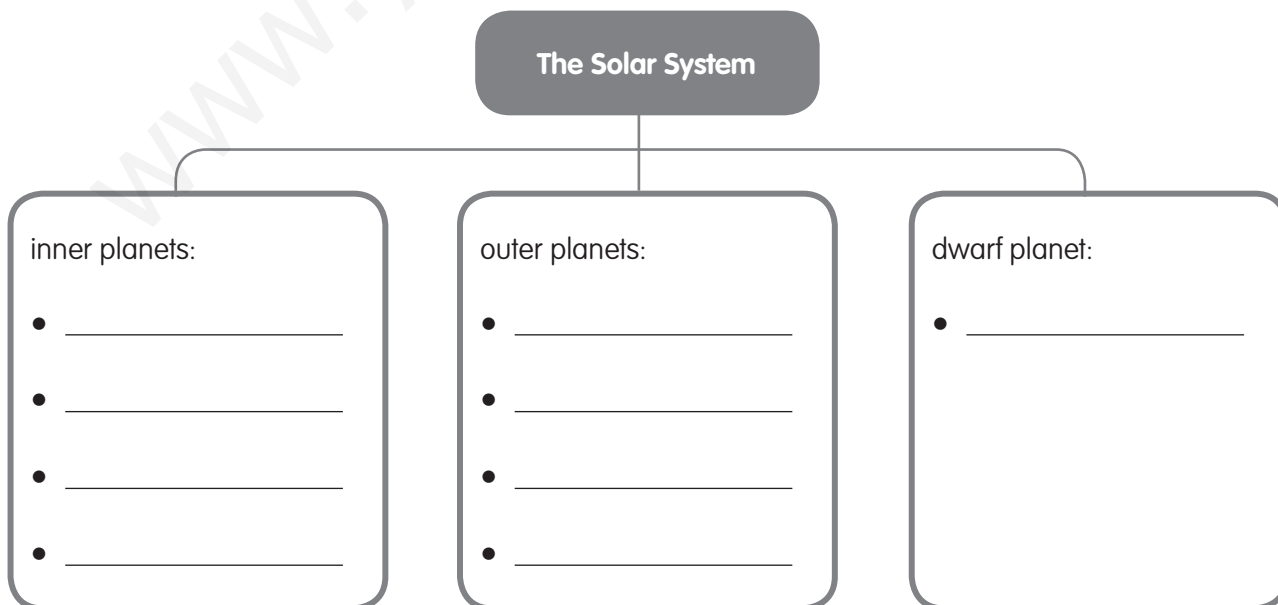 The Solar System
inner planets:
outer planets:
dwarf planet: